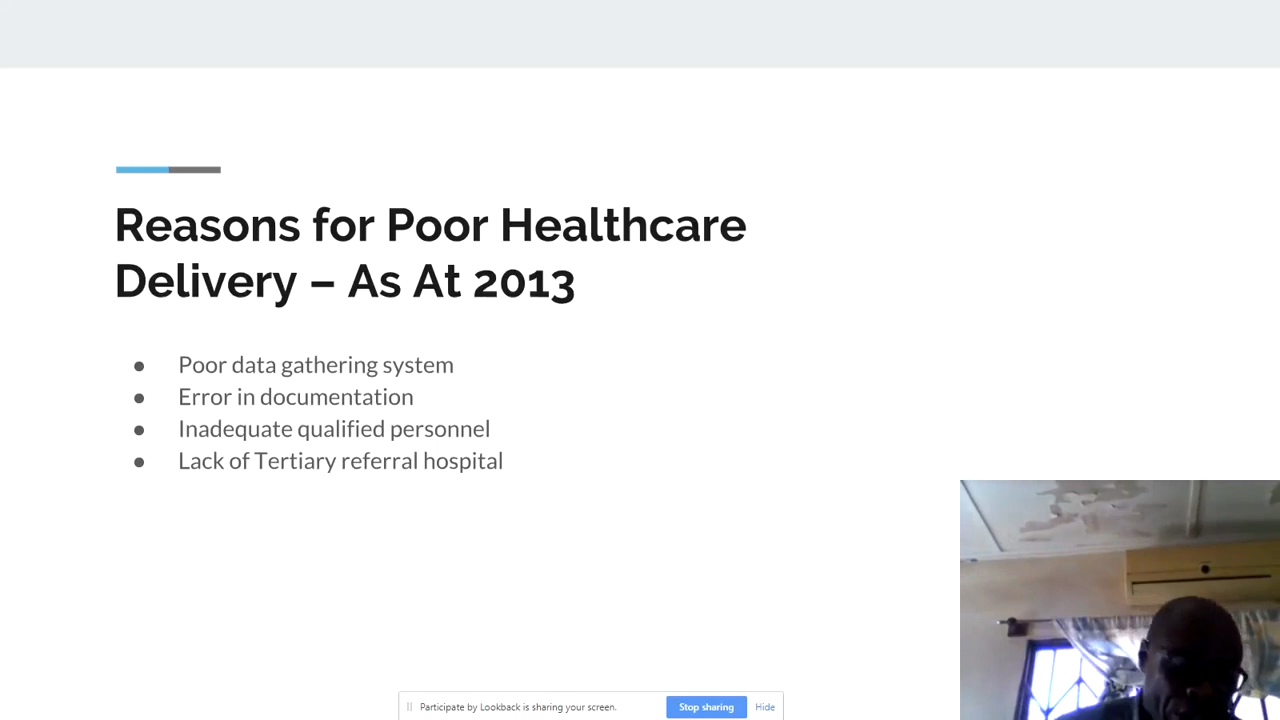 Reasons for Poor Healthcare
Delivery – As At 2013
● Poor data gathering system
● Error in documentation
● Inadequate qualified personnel
● Lack of Tertiary referral hospital
Participate by Lookback is sharing your screen.
Stop sharing
Hide